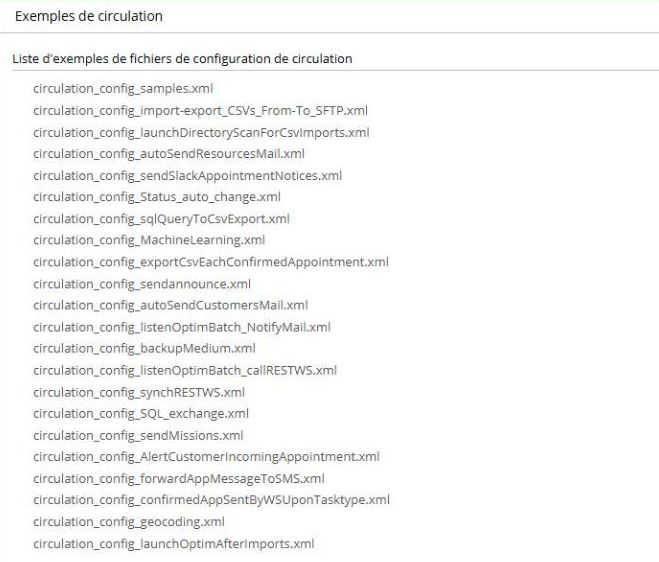 Exemples de circulation
Liste d'exemples de fichiers de configuration de circulation
circulation_config_samples.xml
circulation_config_import-export_CSVs_From-To_SFTP.xml
circulation_config_launchDirectoryScanForCsvImports.xml
circulation_config_autoSendResourcesMail.xml
circulation_config_sendSlackAppointmentNotices.xml
circulation_config_Status_auto_change.xml
circulation_config_sqlQueryToCsvExport.xml
circulation_config_MachineLearning.xml
circulation_config_exportCsvEachConfirmedAppointment.xml
circulation_config_sendannounce.xml
circulation_config_autoSendCustomersMail.xml
circulation_config_listenOptimBatch_NotifyMail.xml
circulation_config_backupMedium.xml
circulation_config_listenOptimBatch_callRESTWS.xml
circulation_config_synchRESTWS.xml
circulation_config_SQL_exchange.xml
circulation_config_sendMissions.xml
circulation_config_AlertCustomerIncomingAppointment.xml
circulation_config_forwardAppMessageToSMS.xml
circulation_config_confirmedAppSentByWSUponTasktype.xml
circulation_config_geocoding.xml
circulation_config_launchOptimAfterImports.xml